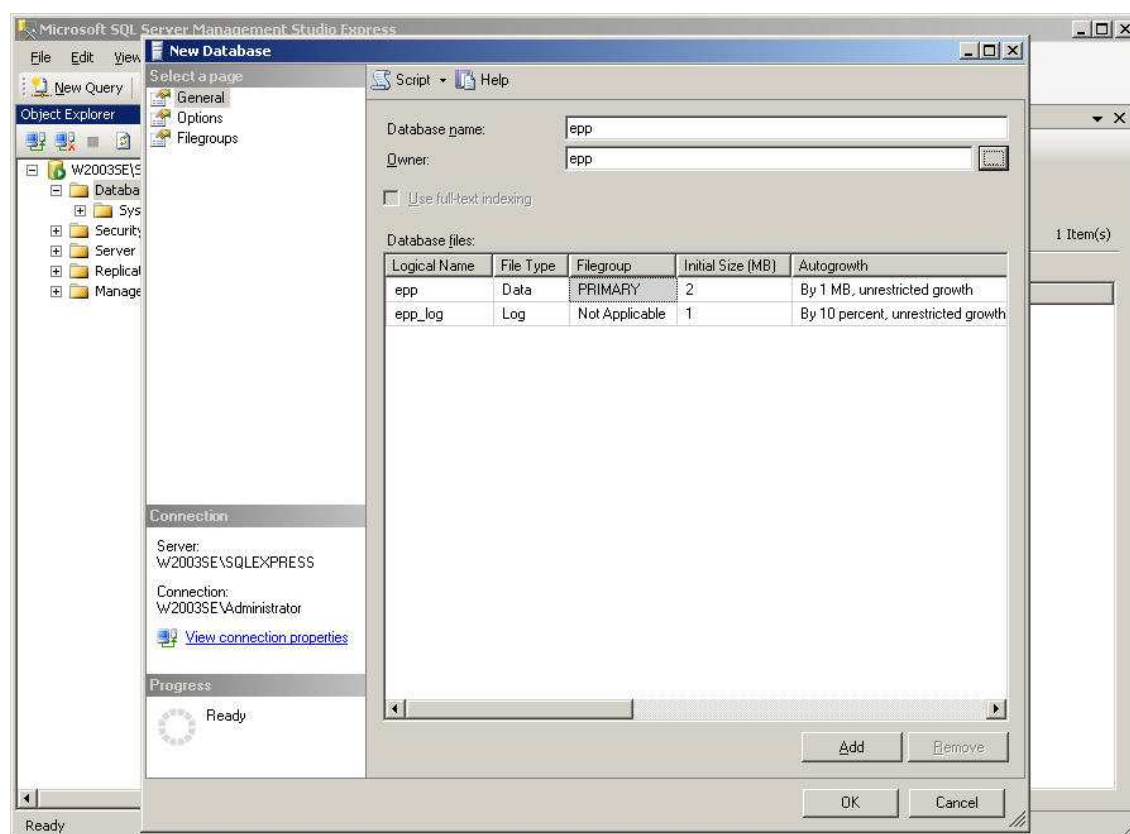 Microsoft SQL Server Management Studio Express
File Edit View
New Query
Object Explorer
W2003SE\S
Databa
Sys
Security
Server
Replicat
Manage
1 Item(s)
Ready
New Database
Select a page
General
Options
Filegroups
Script Help
Database name: epp
Owner: epp
...
Use full-text indexing
Database files:
Logical Name File Type Filegroup Initial Size (MB) Autogrowth
epp Data PRIMARY 2 By 1 MB, unrestricted growth
epp_log Log Not Applicable 1 By 10 percent, unrestricted growth
Connection
Server:
W2003SE\SQLEXPRESS
Connection:
W2003SE\Administrator
View connection properties
Progress
Ready
Add Remove
OK Cancel